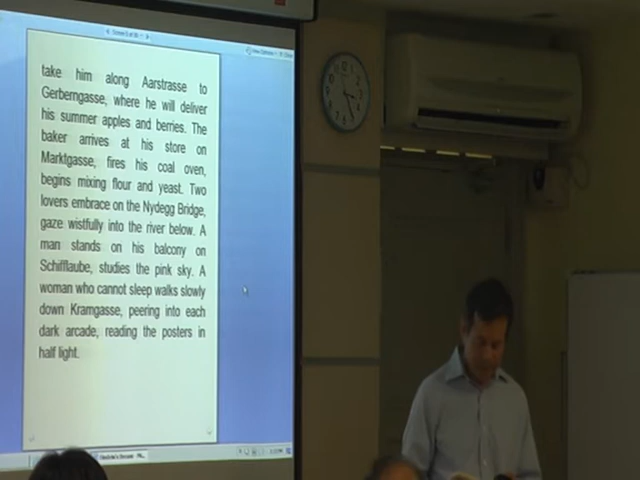 take him along Aarstrasse to
Gerberngasse, where he will deliver
his summer apples and berries. The
baker arrives at his store on
Marktgasse, fires his coal oven,
begins mixing flour and yeast. Two
lovers embrace on the Nydegg Bridge,
gaze wistfully into the river below. A
man stands on his balcony on
Schifflaube, studies the pink sky. A
woman who cannot sleep walks slowly
down Kramgasse, peering into each
dark arcade, reading the posters in
half light.